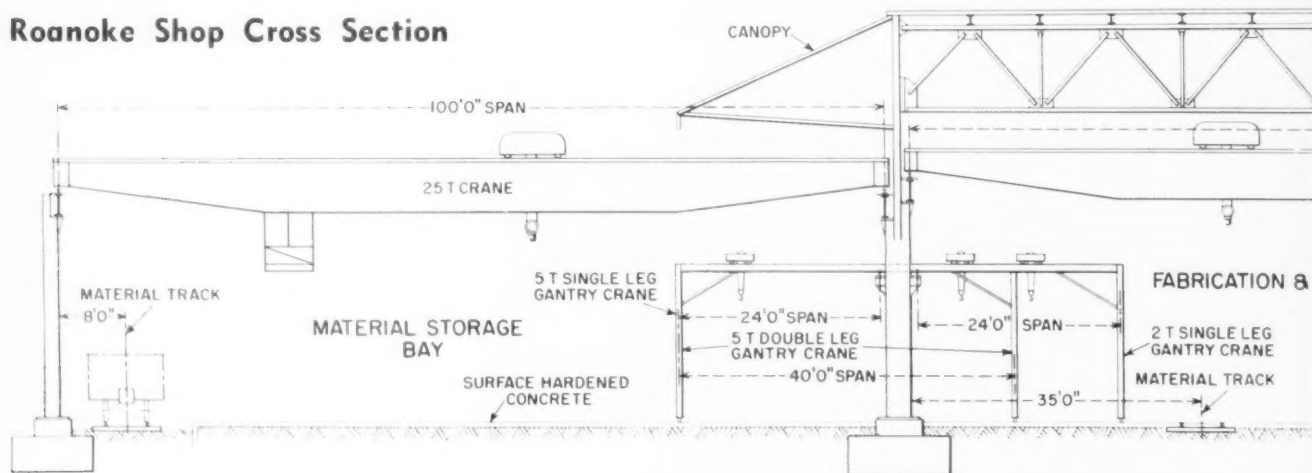 Roanoke Shop Cross Section
CANOPY
100'0" SPAN
25 T CRANE
MATERIAL TRACK
8'0"
MATERIAL STORAGE
BAY
5 T SINGLE LEG
GANTRY CRANE
24'0" SPAN
5 T DOUBLE LEG
GANTRY CRANE
40'0" SPAN
SURFACE HARDENED
CONCRETE
FABRICATION &
24'0" SPAN
2 T SINGLE LEG
GANTRY CRANE
MATERIAL TRACK
35'0"